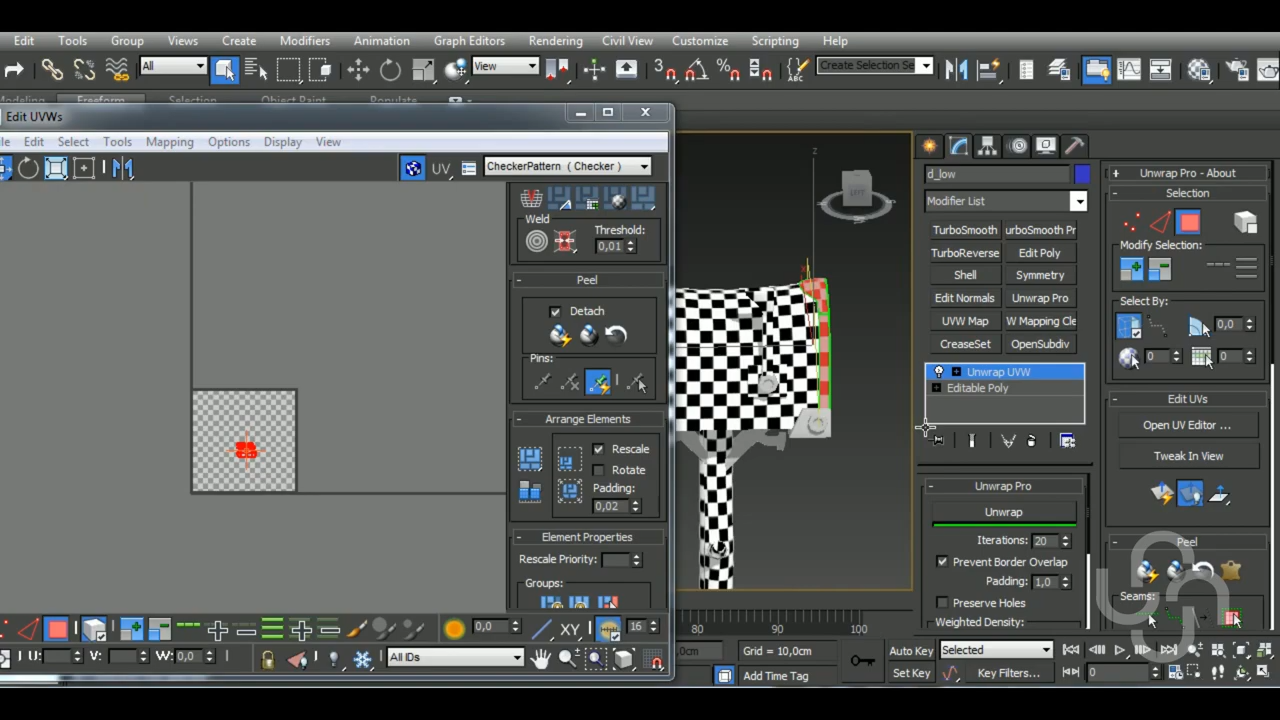 Edit Tools Group Views Create Modifiers Animation Graph Editors Rendering Civil View Customize Scripting Help
All View 3 % ABC Create Selection Se
Modeling Freeform Selection Object Paint Populate
Edit UVWs
le Edit Select Tools Mapping Options Display View
UV CheckerPattern ( Checker )
Weld
Threshold:
0,01
Peel
Detach
Pins:
Arrange Elements
Rescale
Rotate
Padding:
0,02
Element Properties
Rescale Priority:
Groups:
0,0 XY 16
U: V: W: 0,0 All IDs
z
80 90 100
0cm Grid = 10,0cm Auto Key Selected
Add Time Tag Set Key Key Filters... 0
d_low
Modifier List
TurboSmooth urboSmooth Pr
TurboReverse Edit Poly
Shell Symmetry
Edit Normals Unwrap Pro
UVW Map W Mapping Cle
CreaseSet OpenSubdiv
Unwrap UVW
Editable Poly
Unwrap Pro
Unwrap
Iterations: 20
Prevent Border Overlap
Padding: 1,0
Preserve Holes
Weighted Density:
Unwrap Pro - About
Selection
Modify Selection:
Select By:
0,0
0 0
Edit UVs
Open UV Editor ...
Tweak In View
Peel
Seams: